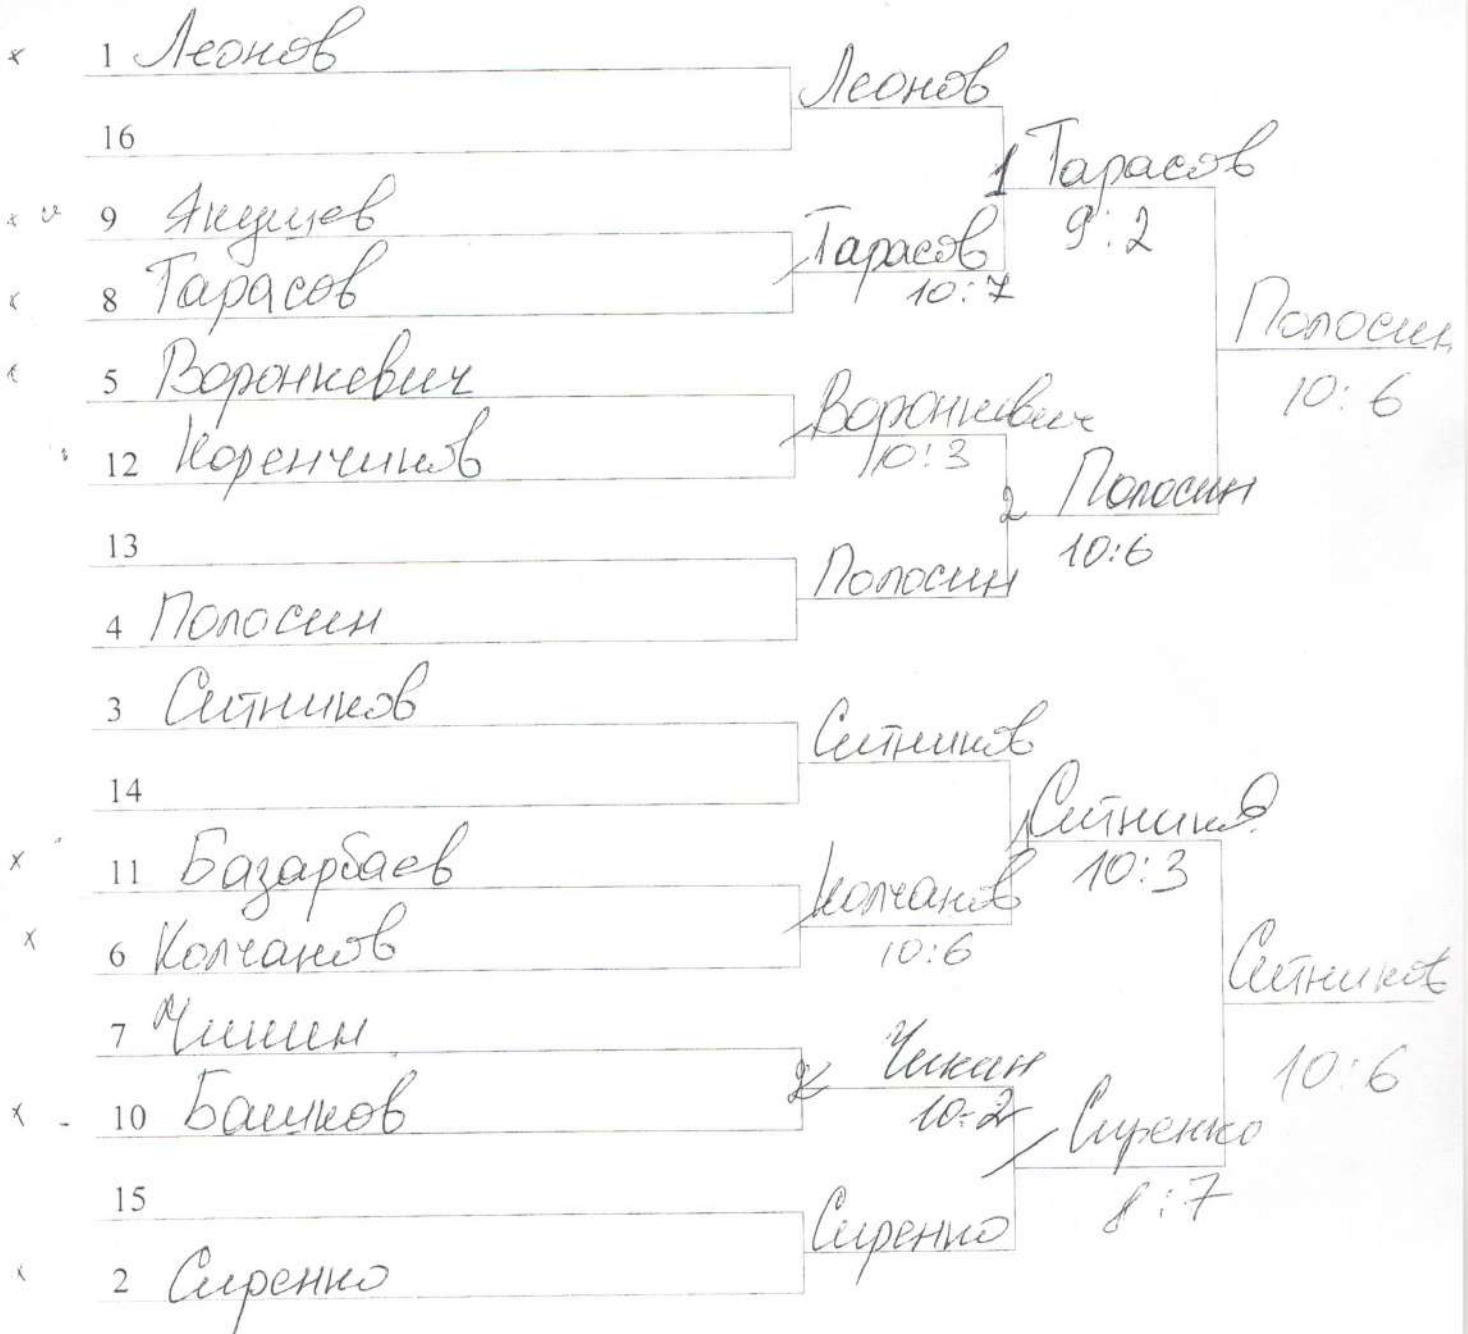 1 Леонов
16
9 Якушев
8 Тарасов
5 Воронкевич
12 Коренчиков
13
4 Полосин
3 Ситников
14
11 Базарбаев
6 Колчанов
7 Чикин
10 Башков
15
2 Сиренко
Леонов
Тарасов
10:7
Воронкевич
10:3
Полосин
Ситников
Колчанов
10:6
2 Чикин
10:2
Сиренко
1 Тарасов
9:2
2 Полосин
10:6
Ситников
10:3
Сиренко
8:7
Полосин
10:6
Ситников
10:6